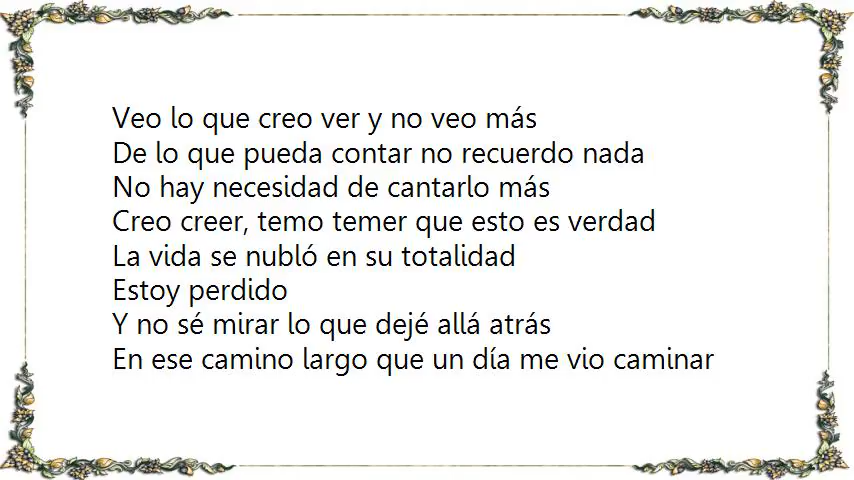 Veo lo que creo ver y no veo más
De lo que pueda contar no recuerdo nada
No hay necesidad de cantarlo más
Creo creer, temo temer que esto es verdad
La vida se nubló en su totalidad
Estoy perdido
Y no sé mirar lo que dejé allá atrás
En ese camino largo que un día me vio caminar